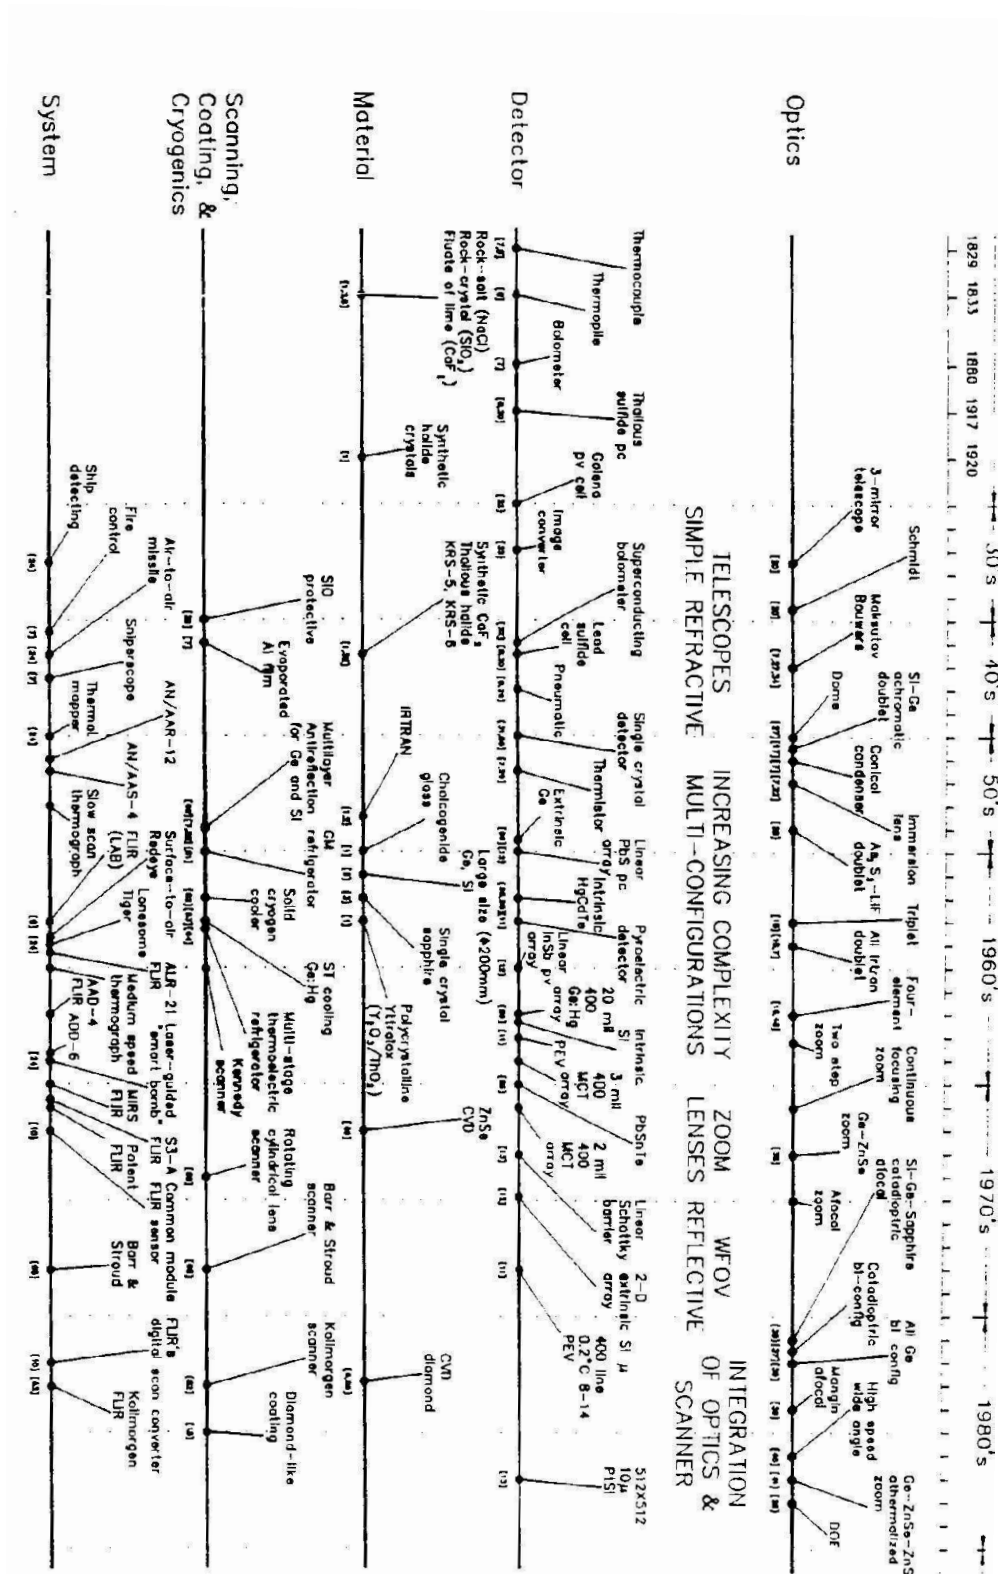 1829 1833 1880 1917 1920 30's 40's 50's 1960's 1970's 1980's
Optics
3-mirror
telescope
Schmidt
Maksutov
Bouwers
Dome
Si-Ge
achromatic
doublet
Conical
condenser
Immersion
lens
As₂S₃-LiF
doublet
Triplet
All Irtran
doublet
Four-
element
Two step
zoom
Continuous
focusing
zoom
Ge-ZnSe
zoom
Afocal
zoom
Si-Ge-Sapphire
catadioptric
afocal
Catadioptric
bi-config
All Ge
bi config
Mangin
afocal
High speed
wide angle
Ge-ZnSe-ZnS
athermalized
zoom
DOE
TELESCOPES
SIMPLE REFRACTIVE
INCREASING COMPLEXITY
MULTI-CONFIGURATIONS
ZOOM
LENSES
WFOV
REFLECTIVE
INTEGRATION
OF OPTICS &
SCANNER
Detector
Thermocouple
Thermopile
Bolometer
Thallous
sulfide pc
Galena
pv cell
Image
converter
Superconducting
bolometer
Lead
sulfide
cell
Pneumatic
Single crystal
detector
Thermistor
Extrinsic
Ge
Linear
PbS pc
array
Intrinsic
HgCdTe
Pyroelectric
detector
Linear
InSb pv
array
20 mil
400
Ge:Hg
array
Intrinsic
Si
PEV
3 mil
400
MCT
array
PbSnTe
2 mil
400
MCT
array
Linear
Schottky
barrier
2-D
extrinsic Si
array
400 line
0.2°C 8-14 μ
PEV
512X512
10μ
PtSi
Material
Rock-salt (NaCl)
Rock-crystal (SiO₂)
Fluate of lime (CaF₂)
Synthetic
halide
crystals
Synthetic CaF₂
Thallous halide
KRS-5, KRS-6
IRTRAN
Chalcogenide
glass
Large size (φ200mm)
Ge, Si
Single crystal
sapphire
Polycrystalline
Yttralox
(Y₂O₃/ThO₂)
ZnSe
CVD
CVD
diamond
Scanning,
Coating, &
Cryogenics
SiO
protective
Evaporated
Al film
Multilayer
Antireflection
for Ge and Si
GM
refrigerator
Solid
cryogen
cooler
ST cooling
Ge:Hg
Multi-stage
thermoelectric
refrigerator
Kennedy
scanner
Rotating
cylindrical lens
scanner
Barr & Stroud
scanner
Kollmorgen
scanner
Diamond-like
coating
System
Ship
detecting
Fire
control
Air-to-air
missile
Sniperscope
Thermal
mapper
AN/AAR-12
AN/AAS-4
Slow scan
thermograph
FLIR
(LAB)
Surface-to-air
Redeye
Lonesome
Tiger
ALR-21
FLIR
/AAD-4
FLIR
Medium speed
thermograph
Laser-guided
"smart bomb"
ADD-6
MIRS
FLIR
Patent
FLIR
S3-A
FLIR
Common module
FLIR sensor
Barr &
Stroud
FLIR's
digital scan converter
Kollmorgen
FLIR